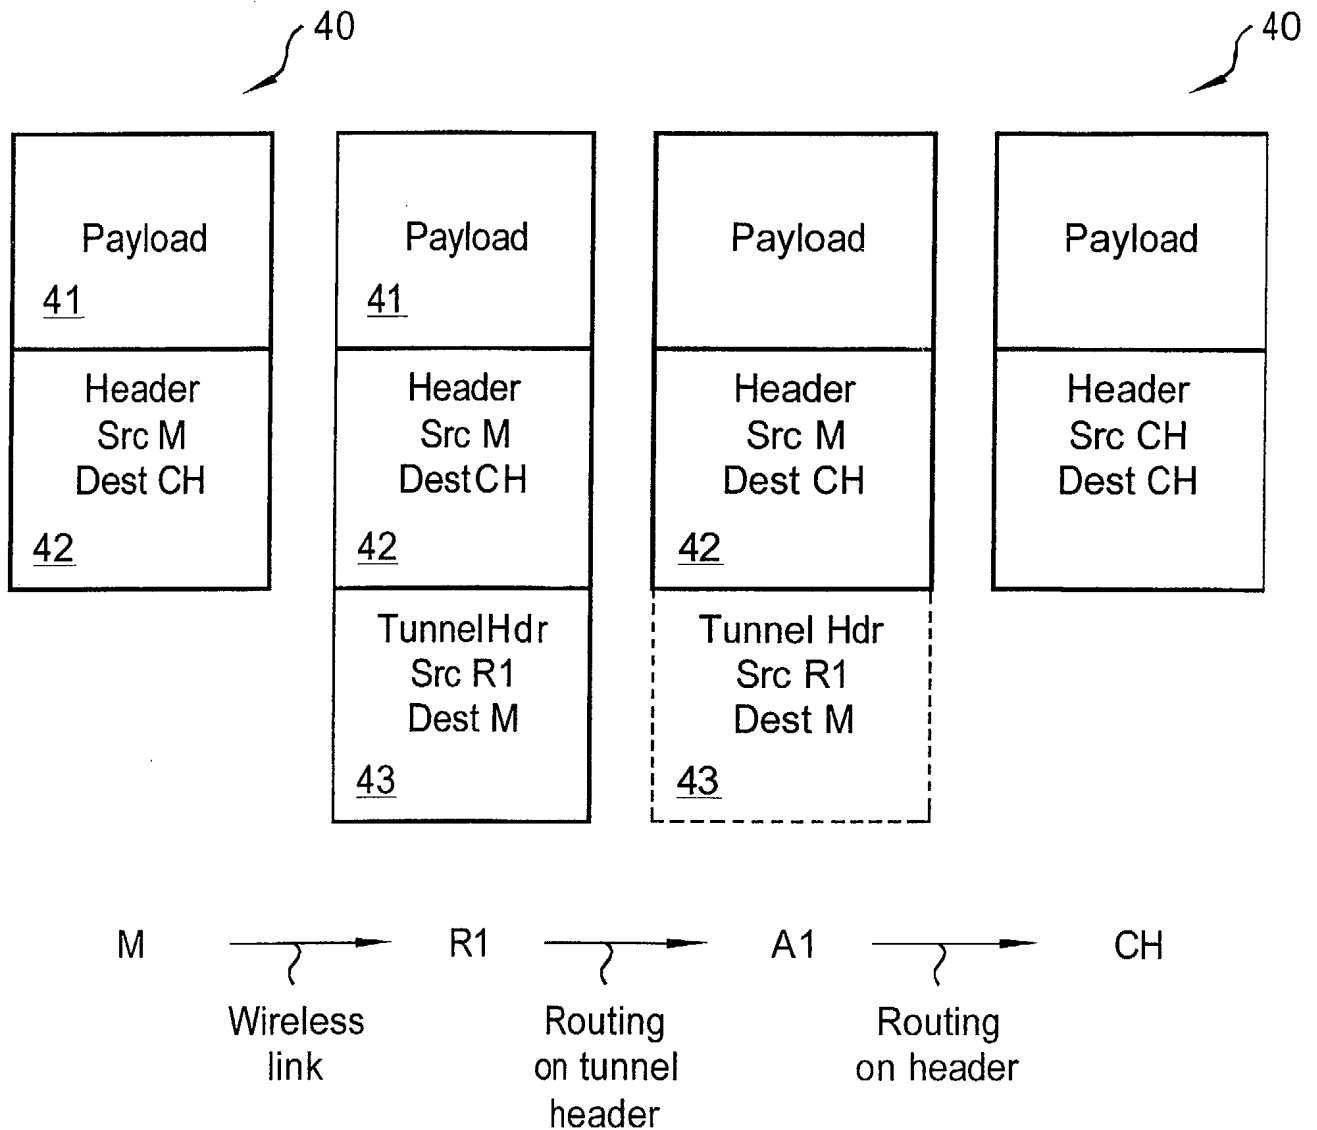 40
40
Payload
41
Header
Src M
Dest CH
42
Payload
41
Header
Src M
Dest CH
42
Tunnel Hdr
Src R1
Dest M
43
Payload
Header
Src M
Dest CH
42
Tunnel Hdr
Src R1
Dest M
43
Payload
Header
Src CH
Dest CH
M
R1
A1
CH
Wireless
link
Routing
on tunnel
header
Routing
on header